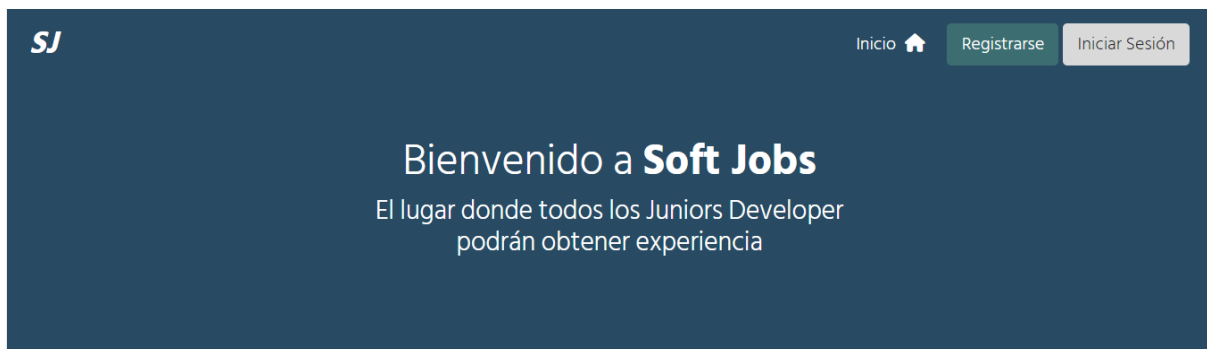 SJ
Inicio
Registrarse
Iniciar Sesión
Bienvenido a Soft Jobs
El lugar donde todos los Juniors Developer
podrán obtener experiencia